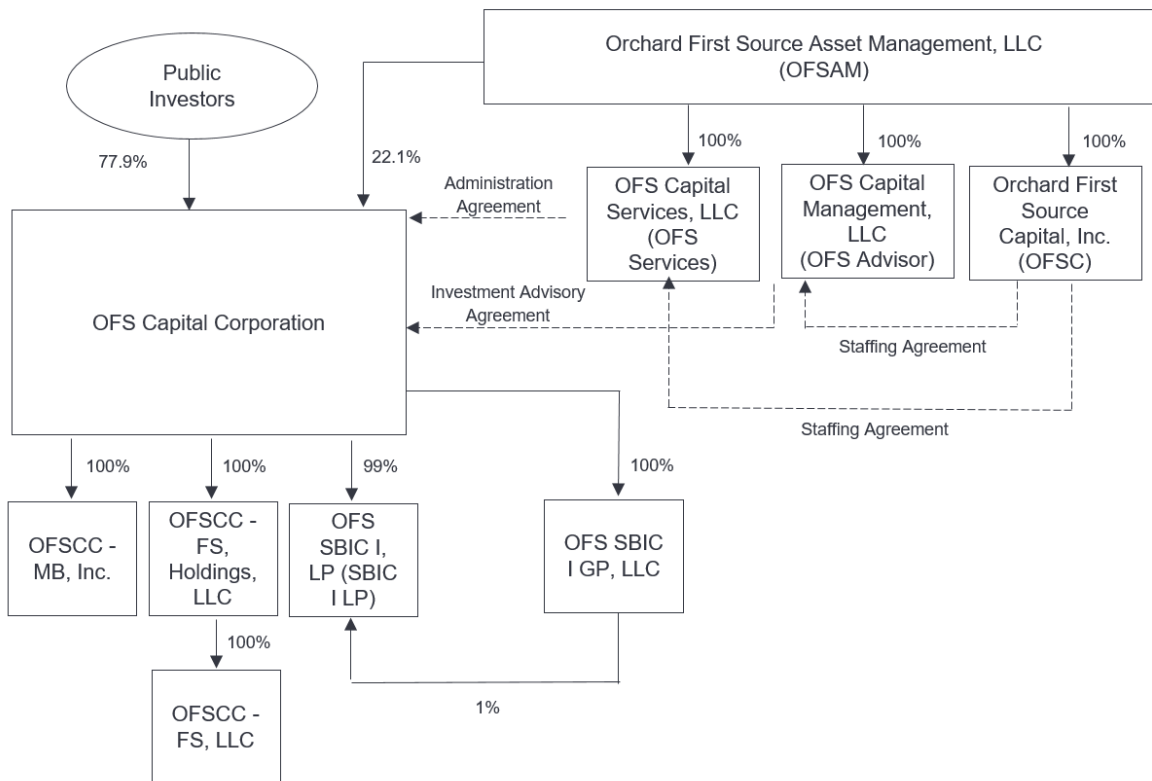 Orchard First Source Asset Management, LLC
(OFSAM)
Public
Investors
77.9%
22.1%
100%
100%
100%
Administration
Agreement
OFS Capital
Services, LLC
(OFS
Services)
OFS Capital
Management,
LLC
(OFS Advisor)
Orchard First
Source
Capital, Inc.
(OFSC)
OFS Capital Corporation
Investment Advisory
Agreement
Staffing Agreement
Staffing Agreement
100%
100%
99%
100%
OFSCC -
MB, Inc.
OFSCC -
FS,
Holdings,
LLC
OFS
SBIC I,
LP (SBIC
I LP)
OFS SBIC
I GP, LLC
100%
1%
OFSCC -
FS, LLC